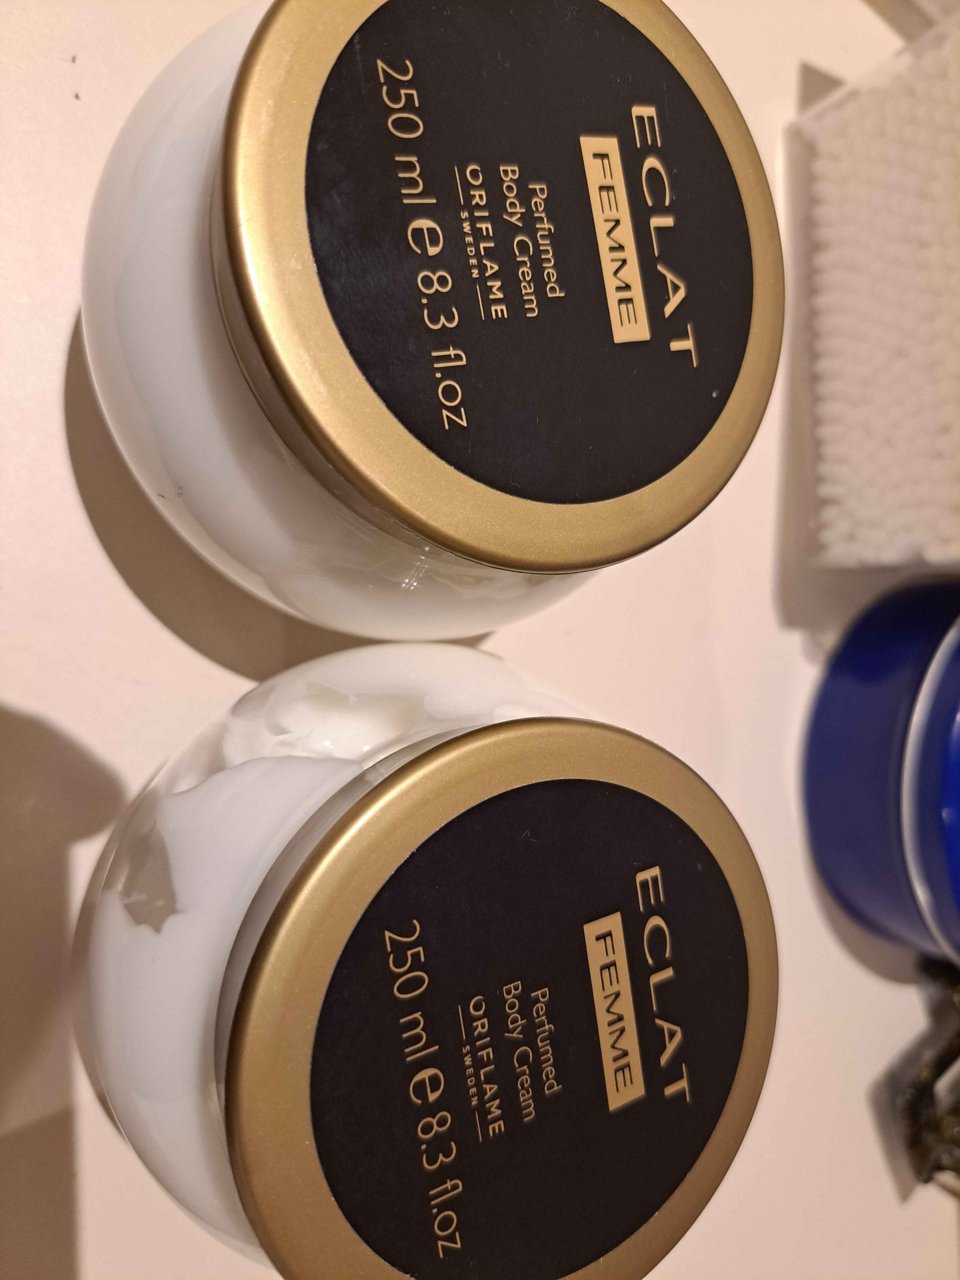 ECLAT
FEMME
Perfumed
Body Cream
ORIFLAME
SWEDEN
250 ml e 8.3 fl.oz
ECLAT
FEMME
Perfumed
Body Cream
ORIFLAME
SWEDEN
250 ml e 8.3 fl.oz